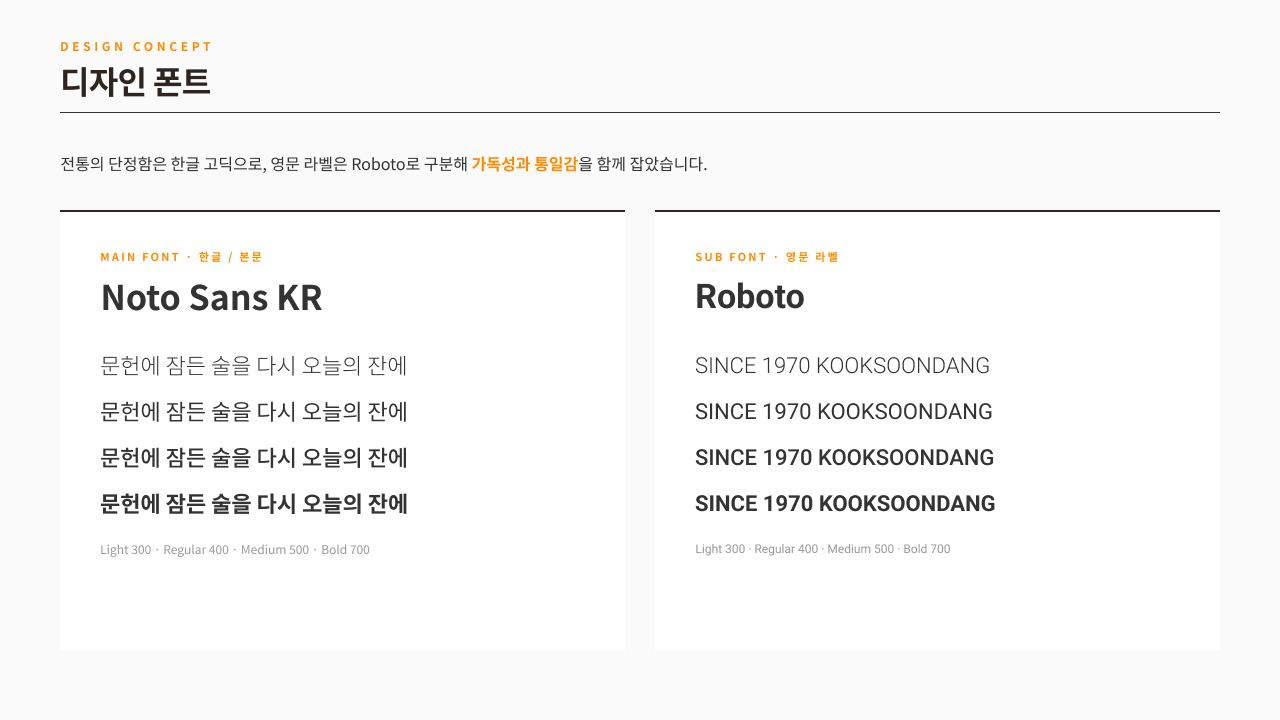 DESIGN CONCEPT
디자인 폰트
전통의 단정함은 한글 고딕으로, 영문 라벨은 Roboto로 구분해 가독성과 통일감을 함께 잡았습니다.
MAIN FONT · 한글 / 본문
Noto Sans KR
문헌에 잠든 술을 다시 오늘의 잔에
문헌에 잠든 술을 다시 오늘의 잔에
문헌에 잠든 술을 다시 오늘의 잔에
문헌에 잠든 술을 다시 오늘의 잔에
Light 300 · Regular 400 · Medium 500 · Bold 700
SUB FONT · 영문 라벨
Roboto
SINCE 1970 KOOKSOONDANG
SINCE 1970 KOOKSOONDANG
SINCE 1970 KOOKSOONDANG
SINCE 1970 KOOKSOONDANG
Light 300 · Regular 400 · Medium 500 · Bold 700